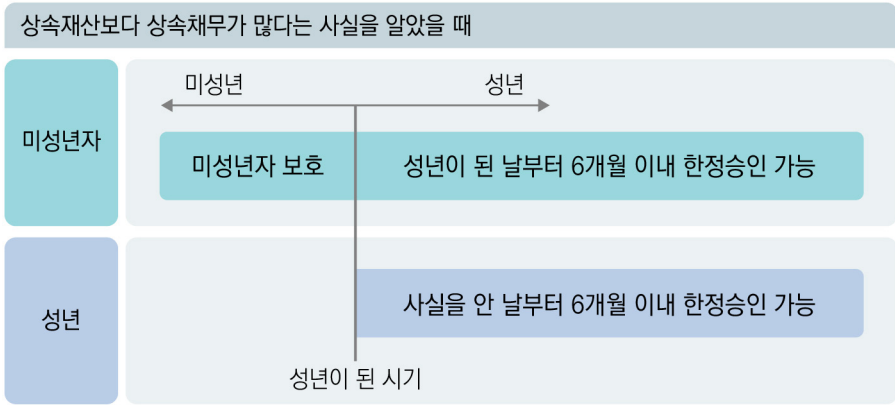 상속재산보다 상속채무가 많다는 사실을 알았을 때
미성년 성년
미성년자
미성년자 보호 성년이 된 날부터 6개월 이내 한정승인 가능
성년
사실을 안 날부터 6개월 이내 한정승인 가능
성년이 된 시기